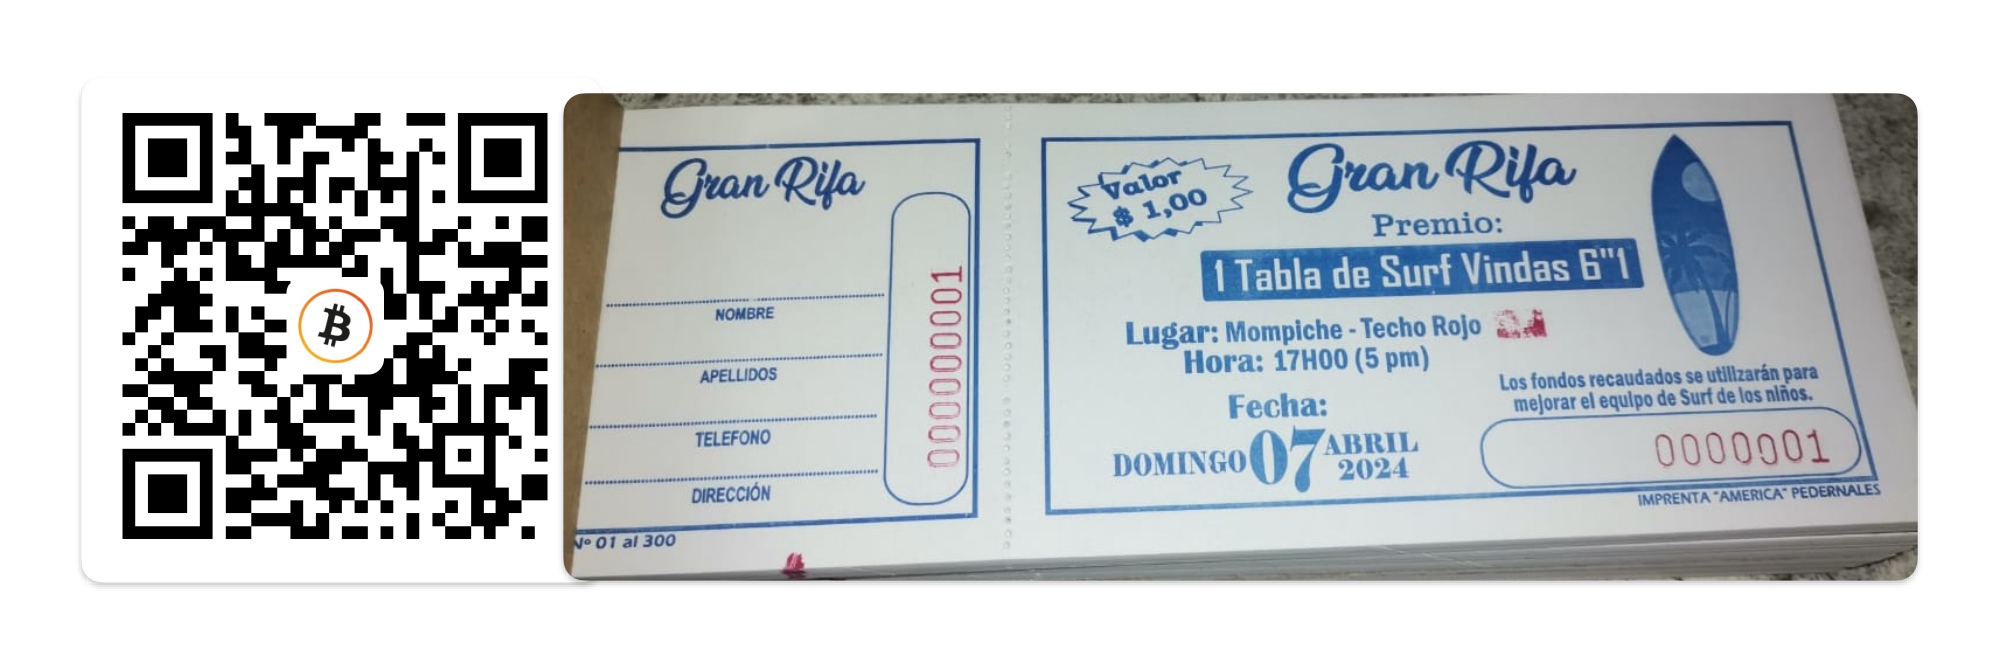 Gran Rifa
NOMBRE
APELLIDOS
TELEFONO
DIRECCIÓN
000000001
Nº 01 al 300
Valor
$ 1,00
Gran Rifa
Premio:
1 Tabla de Surf Vindas 6"1
Lugar: Mompiche - Techo Rojo
Hora: 17H00 (5 pm)
Fecha:
DOMINGO 07 ABRIL 2024
Los fondos recaudados se utilizarán para
mejorar el equipo de Surf de los niños.
0000001
IMPRENTA "AMERICA" PEDERNALES